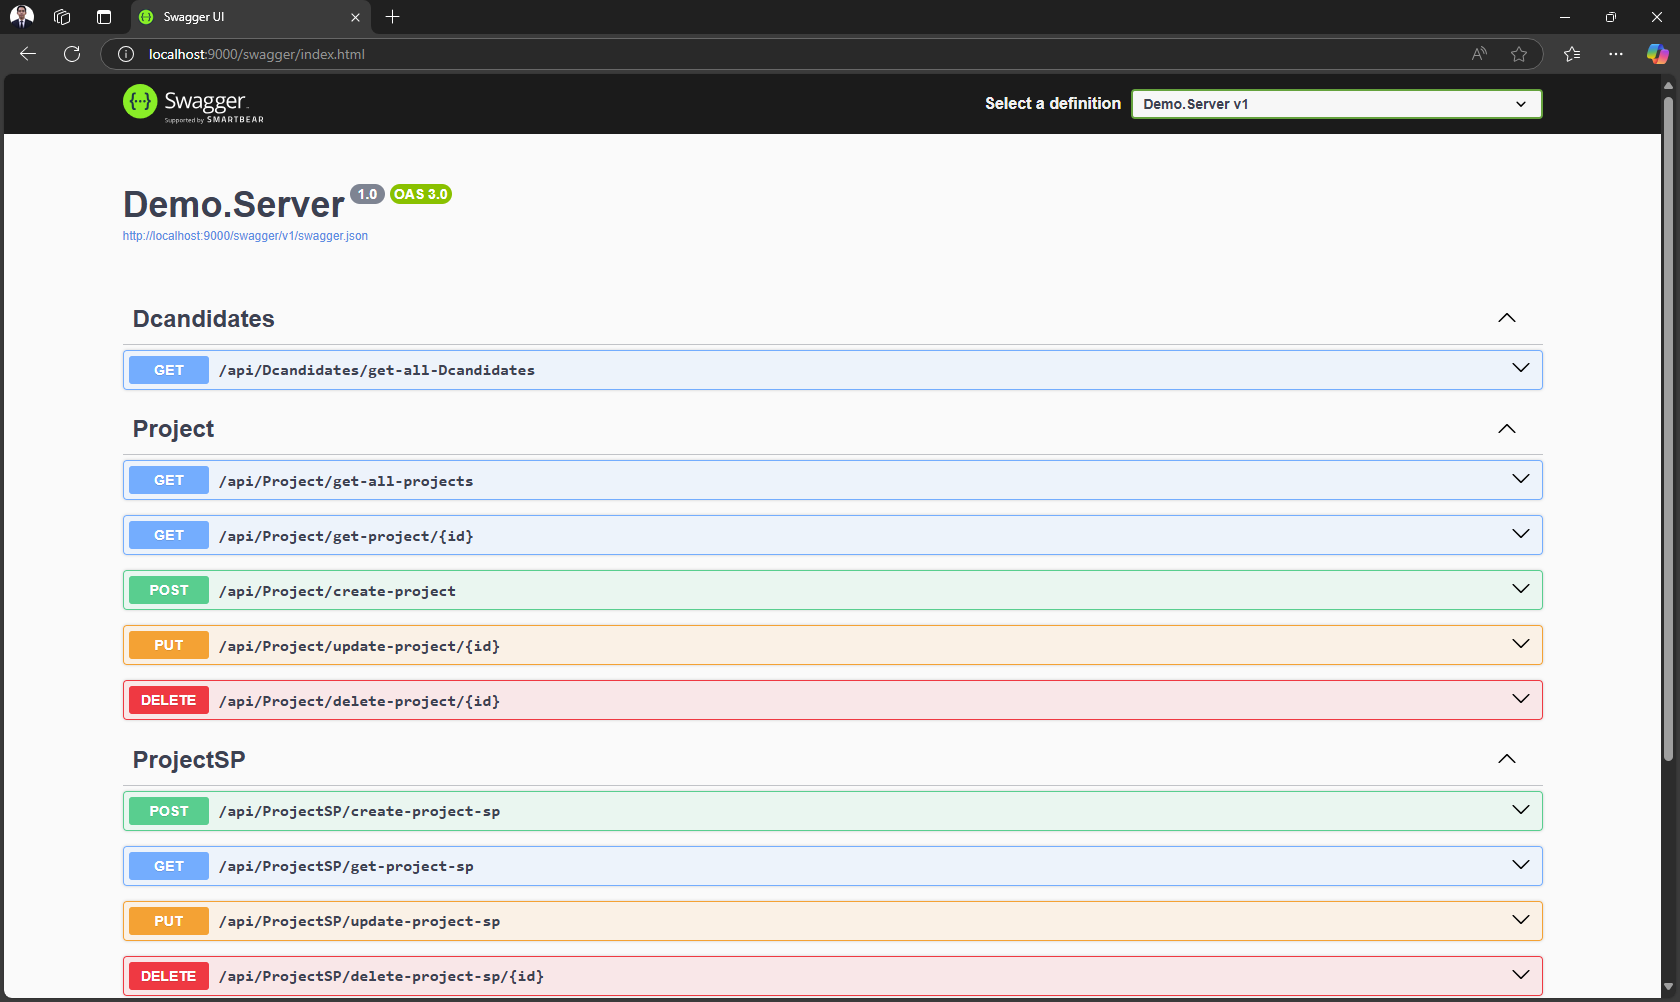 Swagger UI
localhost:9000/swagger/index.html
Swagger
Supported by SMARTBEAR
Select a definition
Demo.Server v1
Demo.Server 1.0 OAS 3.0
http://localhost:9000/swagger/v1/swagger.json
Dcandidates
GET /api/Dcandidates/get-all-Dcandidates
Project
GET /api/Project/get-all-projects
GET /api/Project/get-project/{id}
POST /api/Project/create-project
PUT /api/Project/update-project/{id}
DELETE /api/Project/delete-project/{id}
ProjectSP
POST /api/ProjectSP/create-project-sp
GET /api/ProjectSP/get-project-sp
PUT /api/ProjectSP/update-project-sp
DELETE /api/ProjectSP/delete-project-sp/{id}